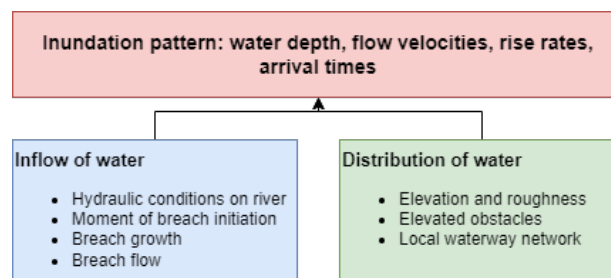 Inundation pattern: water depth, flow velocities, rise rates,
arrival times
Inflow of water
• Hydraulic conditions on river
• Moment of breach initiation
• Breach growth
• Breach flow
Distribution of water
• Elevation and roughness
• Elevated obstacles
• Local waterway network